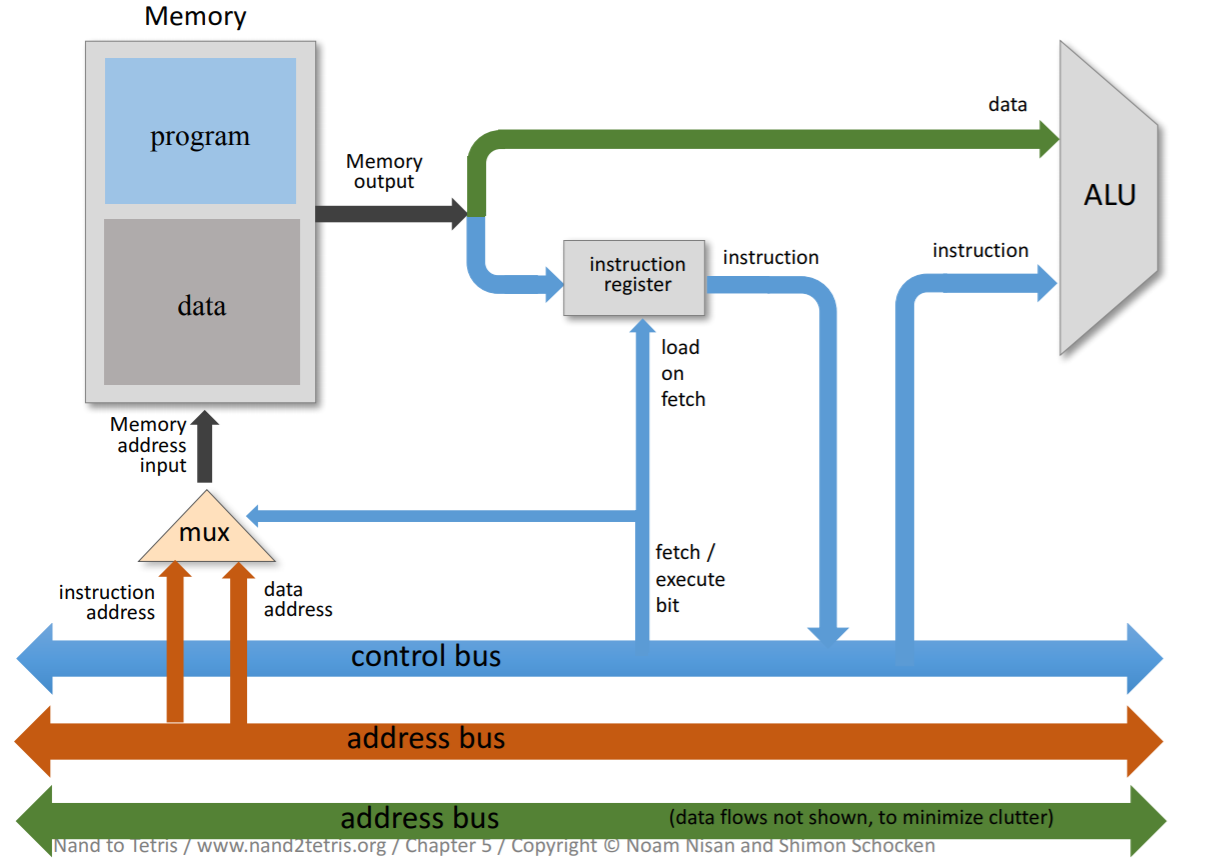 Memory
program
data
Memory
output
data
ALU
instruction
register
instruction
instruction
load
on
fetch
Memory
address
input
mux
fetch /
execute
bit
instruction
address
data
address
control bus
address bus
address bus
(data flows not shown, to minimize clutter)
Nand to Tetris / www.nand2tetris.org / Chapter 5 / Copyright © Noam Nisan and Shimon Schocken